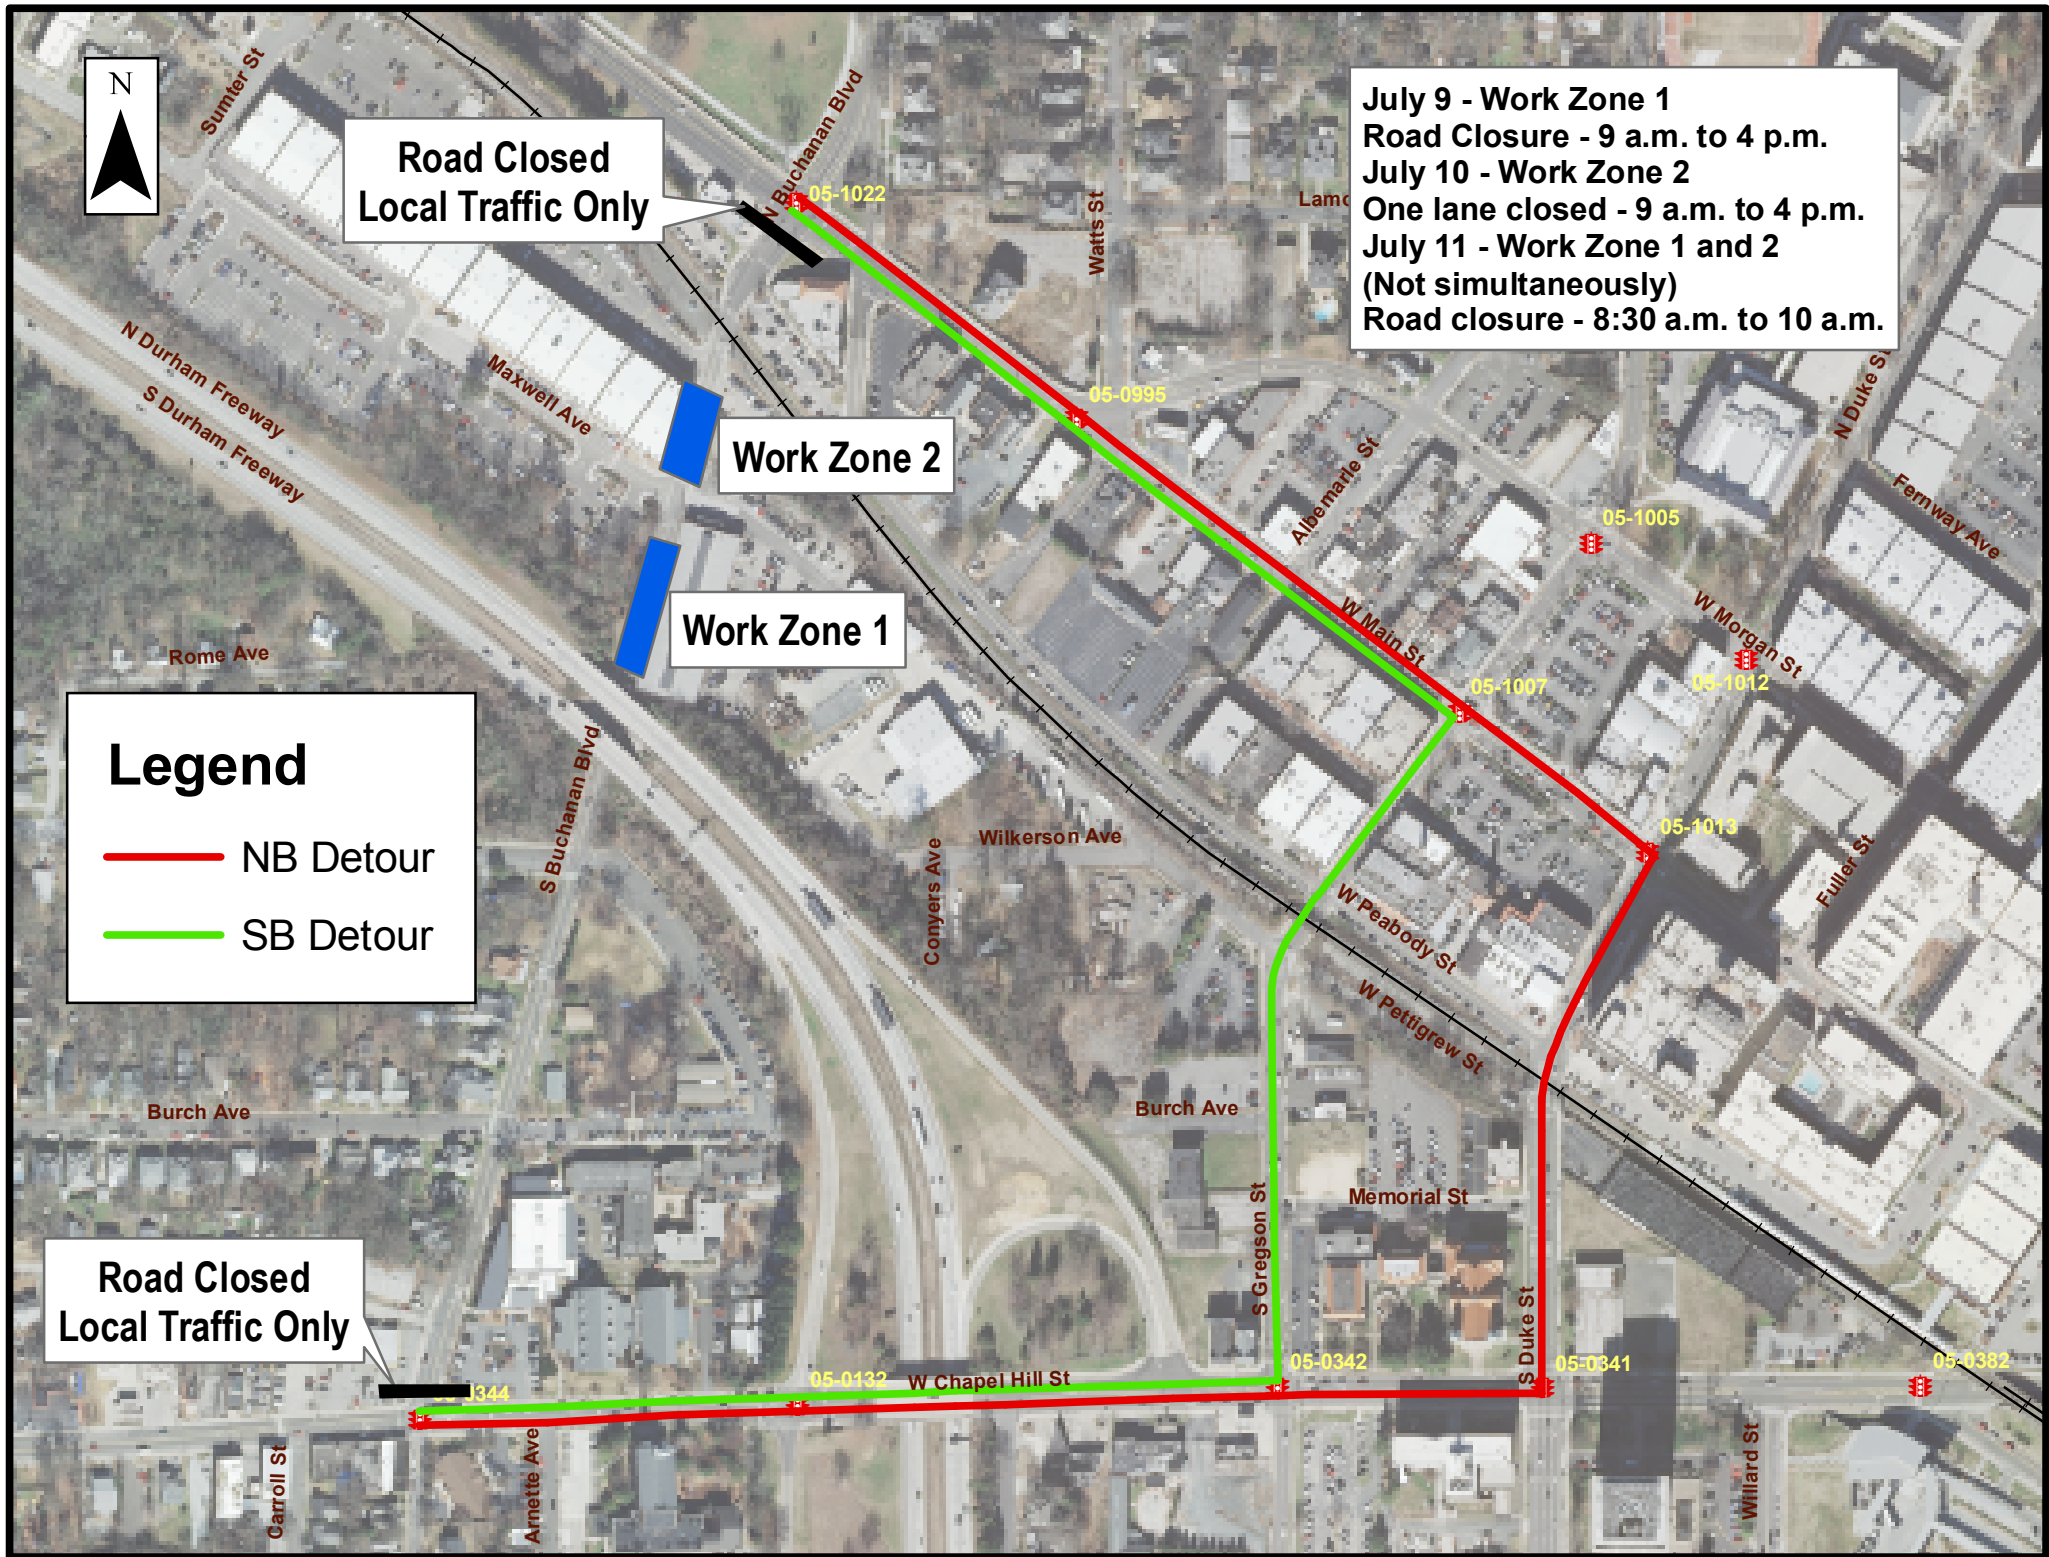 N
Sumter St
N Buchanan Blvd
Road Closed
Local Traffic Only
05-1022
Watts St
July 9 - Work Zone 1
Road Closure - 9 a.m. to 4 p.m.
July 10 - Work Zone 2
One lane closed - 9 a.m. to 4 p.m.
July 11 - Work Zone 1 and 2
(Not simultaneously)
Road closure - 8:30 a.m. to 10 a.m.
N Durham Freeway
S Durham Freeway
Maxwell Ave
05-0995
N Duke St
Work Zone 2
Albemarle St
05-1005
Fernway Ave
Work Zone 1
W Main St
W Morgan St
Rome Ave
05-1007
05-1012
Legend
NB Detour
SB Detour
S Buchanan Blvd
Conyers Ave
Wilkerson Ave
05-1013
Fuller St
W Peabody St
W Pettigrew St
Burch Ave
Burch Ave
Memorial St
S Gregson St
S Duke St
Road Closed
Local Traffic Only
0344
05-0132
W Chapel Hill St
05-0342
05-0341
05-0382
Carroll St
Arnette Ave
Willard St